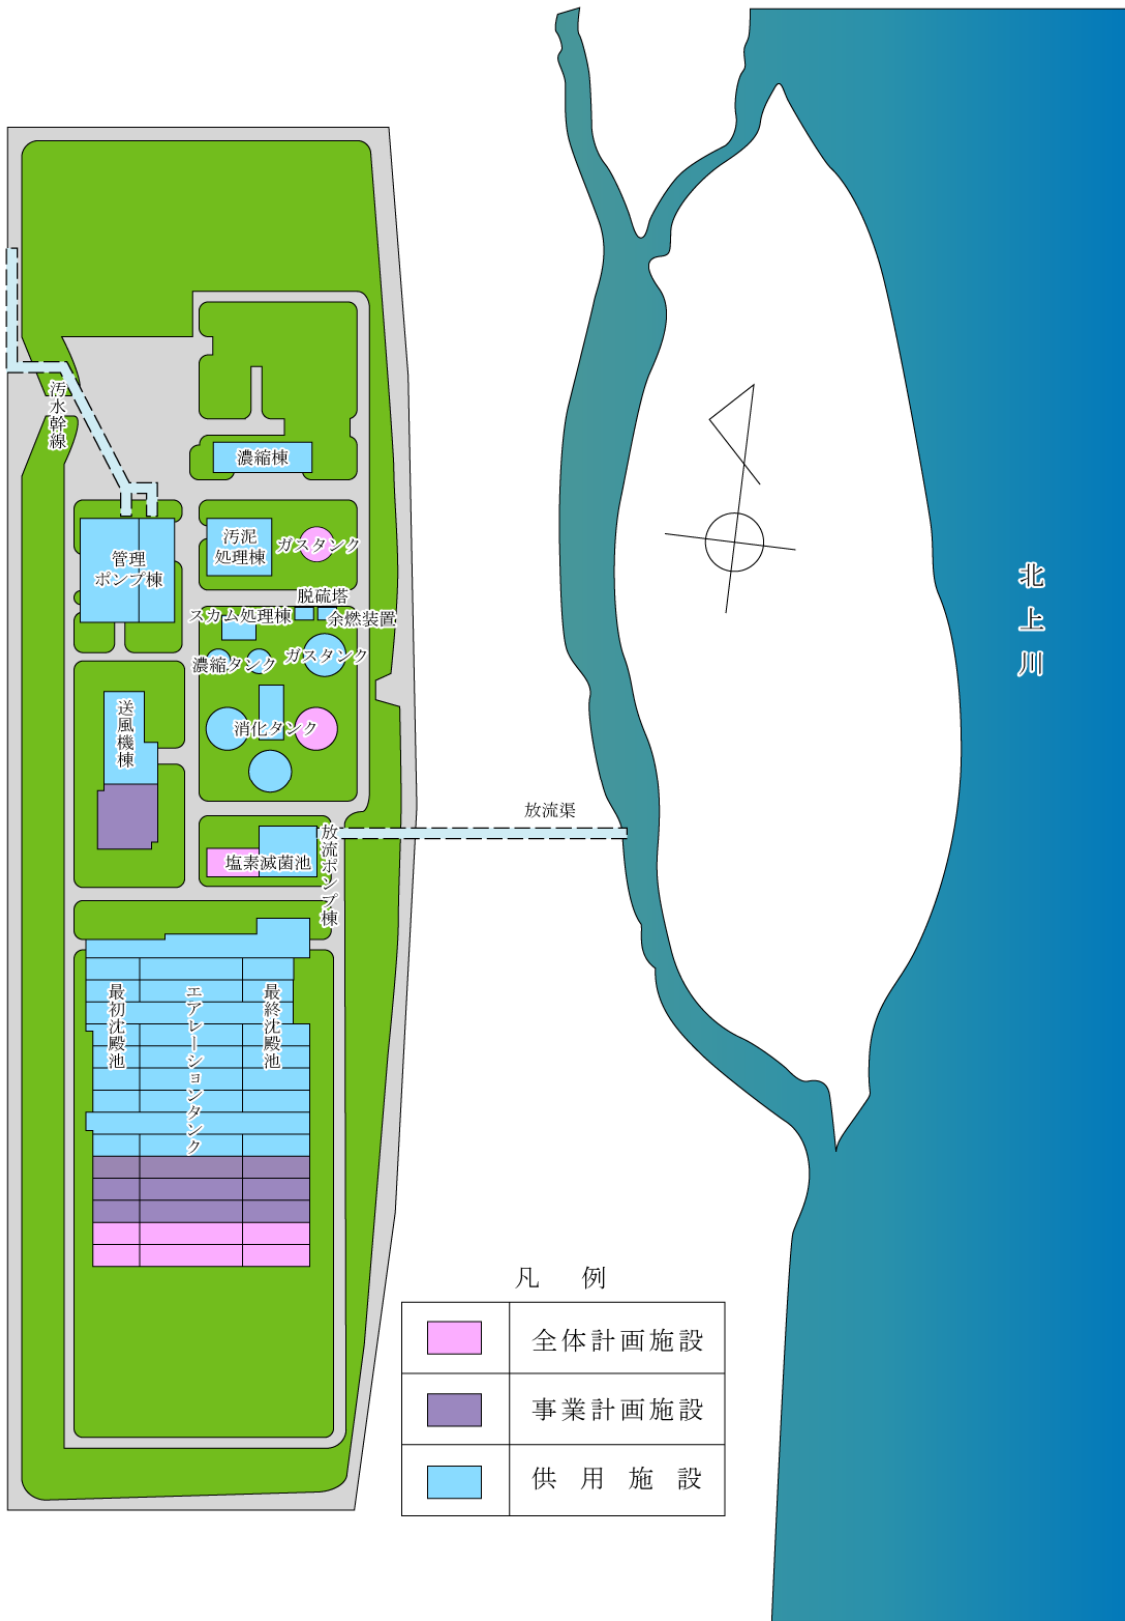 汚水幹線
濃縮棟
汚泥
処理棟
ガスタンク
管理
ポンプ棟
脱硫塔
スカム処理棟
余燃装置
濃縮タンク
ガスタンク
送風機棟
消化タンク
北上川
放流渠
放流ポンプ棟
塩素滅菌池
最初沈殿池
エアレーションタンク
最終沈殿池
凡 例
全体計画施設
事業計画施設
供用施設